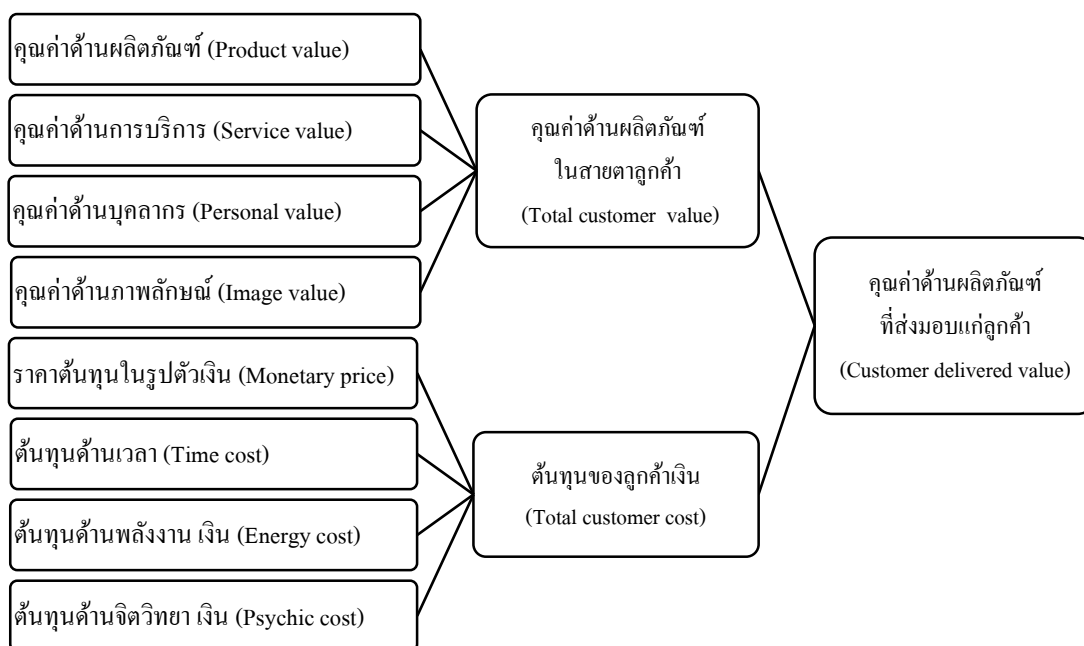 คุณค่าด้านผลิตภัณฑ์ (Product value)
คุณค่าด้านการบริการ (Service value)
คุณค่าด้านบุคลากร (Personal value)
คุณค่าด้านภาพลักษณ์ (Image value)
ราคาต้นทุนในรูปตัวเงิน (Monetary price)
ต้นทุนด้านเวลา (Time cost)
ต้นทุนด้านพลังงาน เงิน (Energy cost)
ต้นทุนด้านจิตวิทยา เงิน (Psychic cost)
คุณค่าด้านผลิตภัณฑ์
ในสายตาลูกค้า
(Total customer value)
ต้นทุนของลูกค้าเงิน
(Total customer cost)
คุณค่าด้านผลิตภัณฑ์
ที่ส่งมอบแก่ลูกค้า
(Customer delivered value)